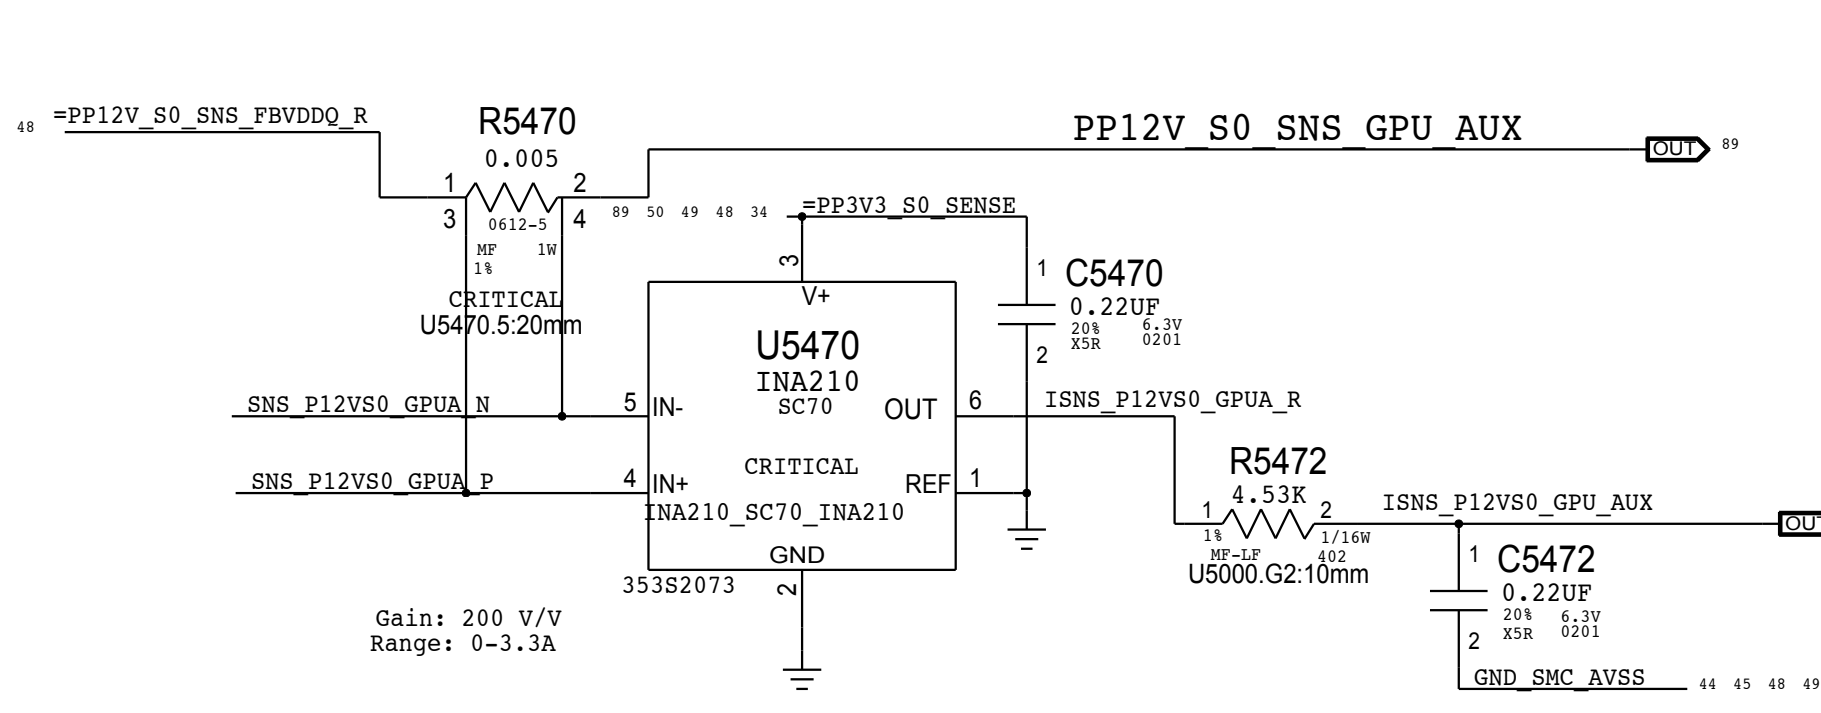 =PP12V_S0_SNS_FBVDDQ_R
48
R5470
0.005
1
2
3
4
0612-5
MF 1W
1%
CRITICAL
U5470.5:20mm
PP12V_S0_SNS_GPU_AUX
OUT
89
89 50 49 48 34
=PP3V3_S0_SENSE
3
V+
1
C5470
0.22UF
20% 6.3V
X5R 0201
2
U5470
INA210
SC70
SNS_P12VS0_GPUA_N
5
IN-
OUT
6
ISNS_P12VS0_GPUA_R
CRITICAL
SNS_P12VS0_GPUA_P
4
IN+
REF
1
INA210_SC70_INA210
GND
353S2073
2
R5472
4.53K
1
2
1%
1/16W
MF-LF
402
U5000.G2:10mm
ISNS_P12VS0_GPU_AUX
1
C5472
0.22UF
20% 6.3V
X5R 0201
2
GND_SMC_AVSS
44 45 48 49
Gain: 200 V/V
Range: 0-3.3A